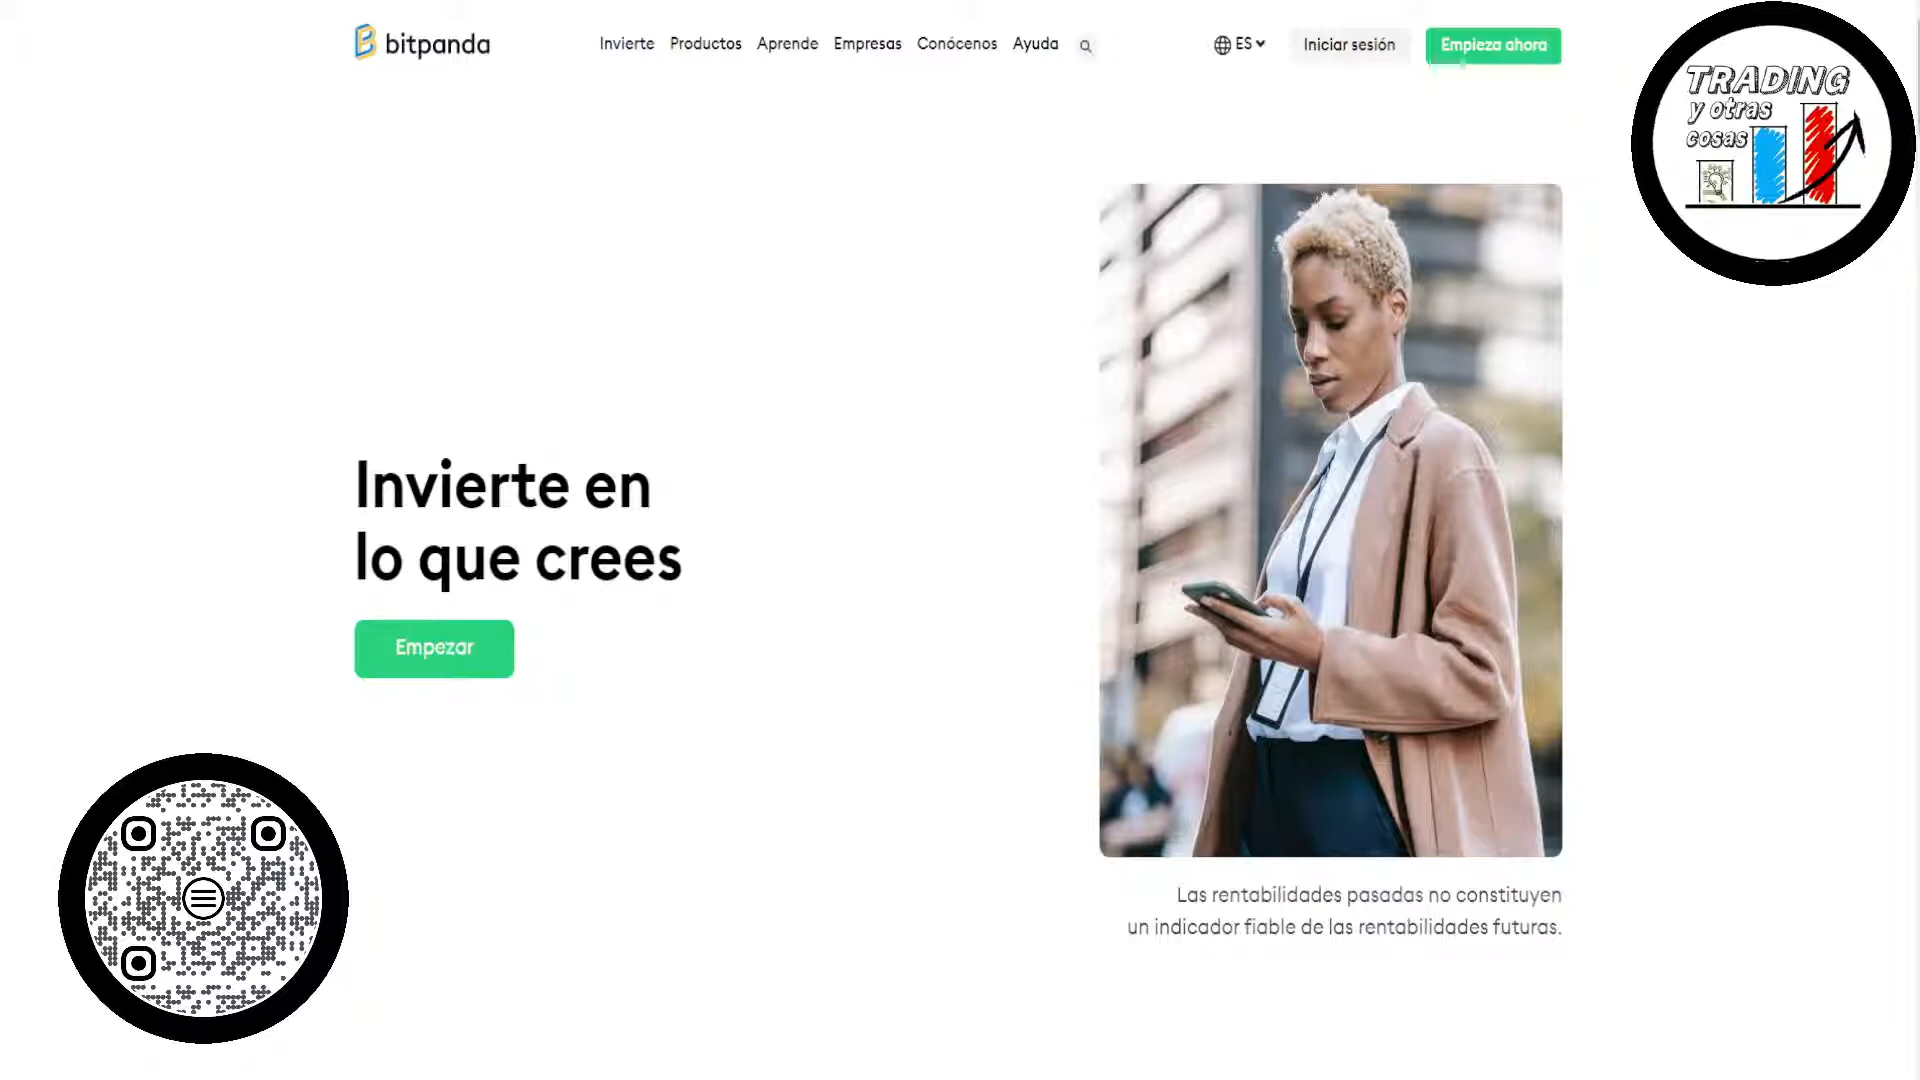 bitpanda
Invierte Productos Aprende Empresas Conócenos Ayuda
ES
Iniciar sesión
Empieza ahora
TRADING
y otras
cosas
Invierte en
lo que crees
Empezar
Las rentabilidades pasadas no constituyen
un indicador fiable de las rentabilidades futuras.